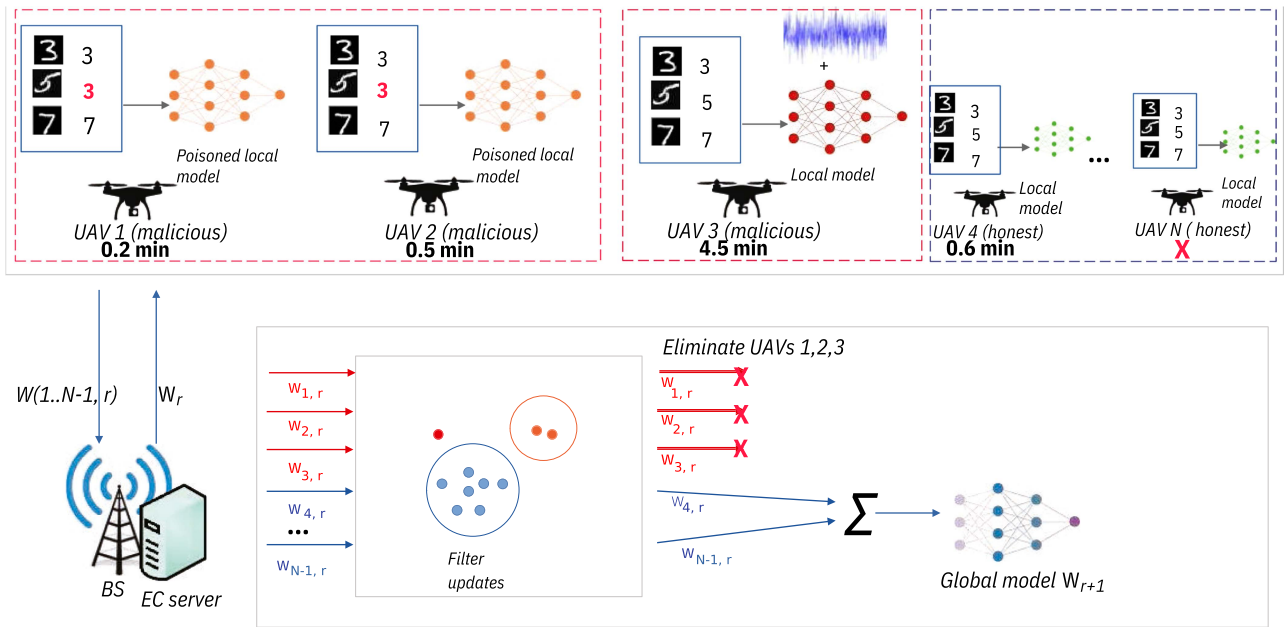 3
3
7
Poisoned local
model
UAV 1 (malicious)
0.2 min
3
3
7
Poisoned local
model
UAV 2 (malicious)
0.5 min
+
3
5
7
Local model
UAV 3 (malicious)
4.5 min
3
5
7
Local
model
UAV 4 (honest)
0.6 min
...
3
5
7
Local
model
UAV N ( honest)
X
W(1..N-1, r)
Wr
BS
EC server
W1, r
W2, r
W3, r
W4, r
...
WN-1, r
Filter
updates
Eliminate UAVs 1,2,3
W1, r X
W2, r X
W3, r X
W4, r
WN-1, r
Σ
Global model Wr+1